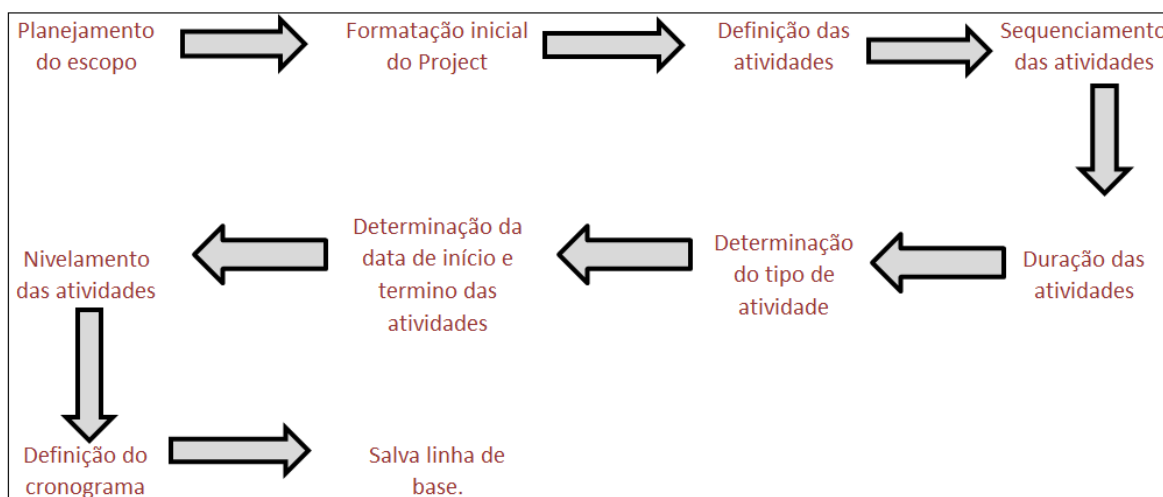 Planejamento
do escopo
Formatação inicial
do Project
Definição das
atividades
Sequenciamento
das atividades
Duração das
atividades
Determinação
do tipo de
atividade
Determinação da
data de início e
termino das
atividades
Nivelamento
das atividades
Definição do
cronograma
Salva linha de
base.